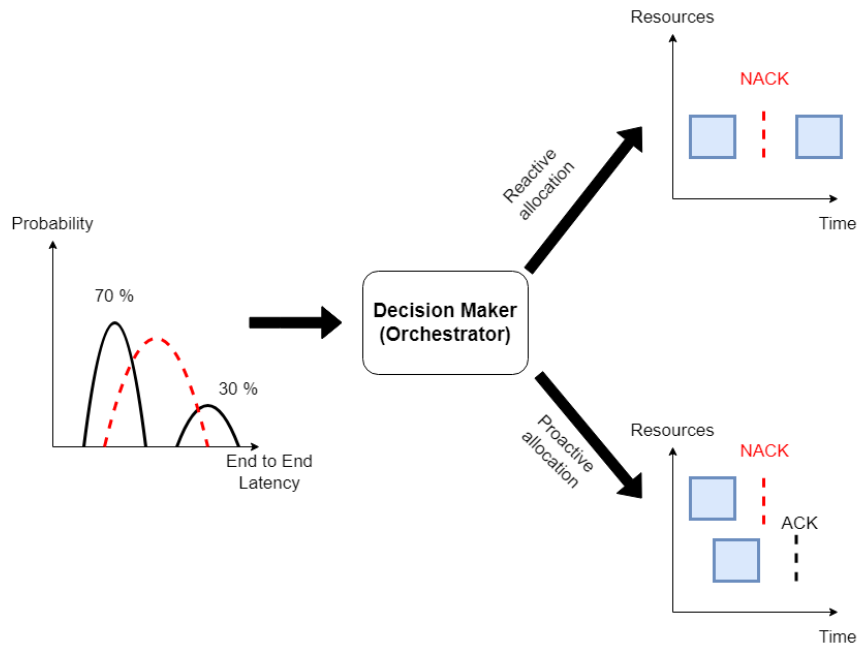 Probability
70 %
30 %
End to End
Latency
Decision Maker
(Orchestrator)
Reactive
allocation
Proactive
allocation
Resources
NACK
Time
Resources
NACK
ACK
Time